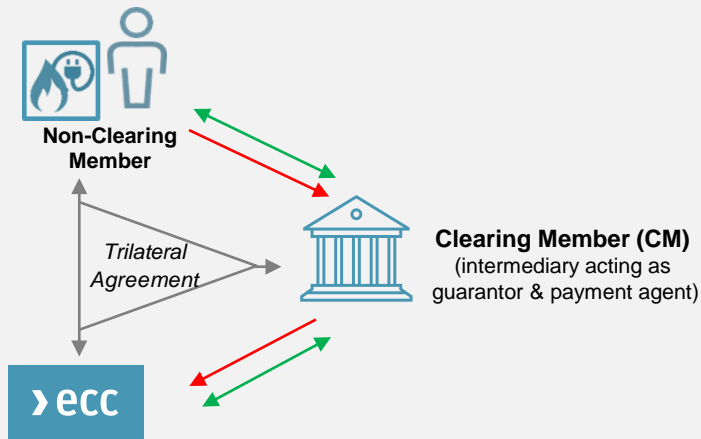 Non-Clearing
Member
Trilateral
Agreement
Clearing Member (CM)
(intermediary acting as
guarantor & payment agent)
ecc